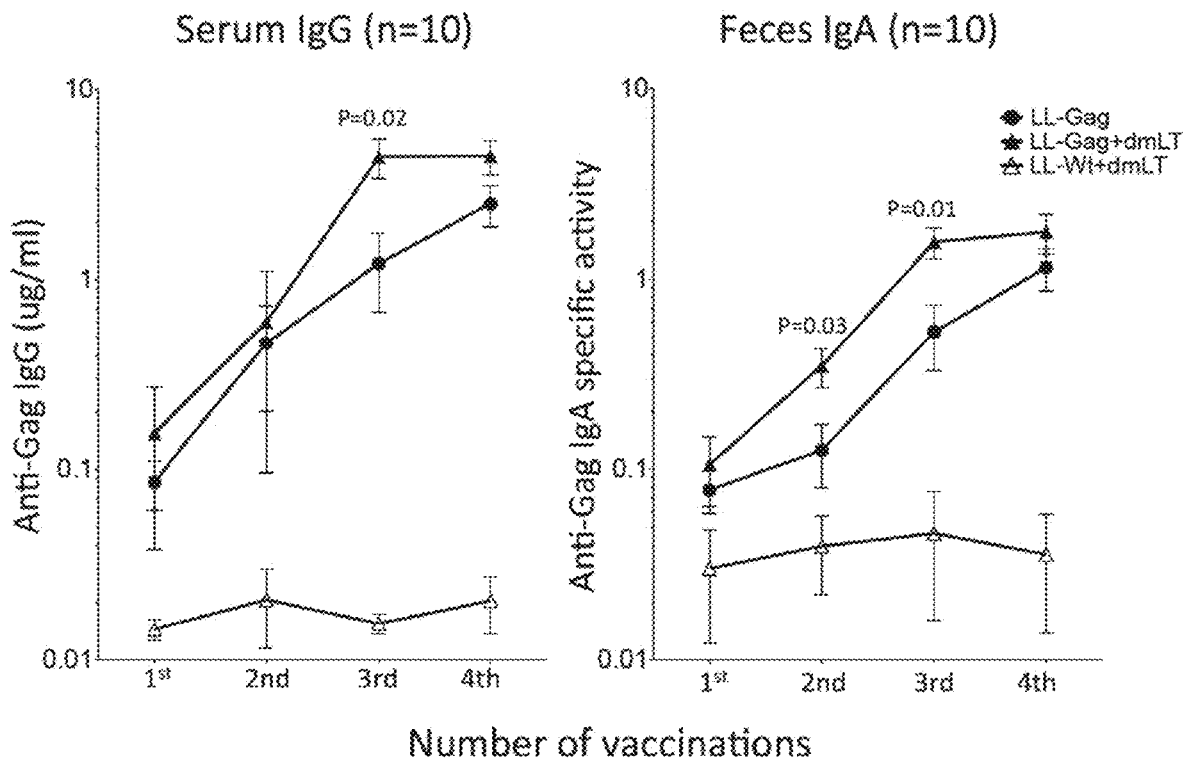 Serum IgG (n=10)
Feces IgA (n=10)
Anti-Gag IgG (ug/ml)
10
1
0.1
0.01
P=0.02
1st
2nd
3rd
4th
Anti-Gag IgA specific activity
10
1
0.1
0.01
P=0.03
P=0.01
LL-Gag
LL-Gag+dmLT
LL-Wt+dmLT
1st
2nd
3rd
4th
Number of vaccinations